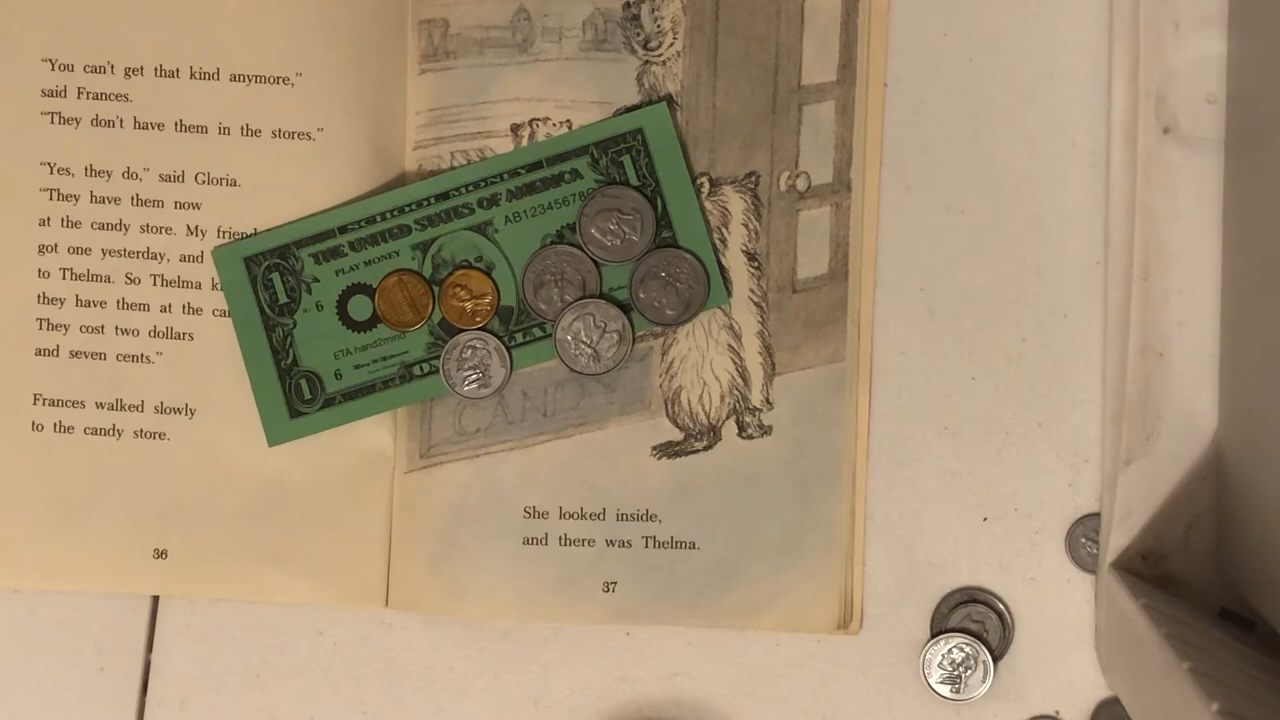 “You can’t get that kind anymore,”
said Frances.
“They don’t have them in the stores.”
“Yes, they do,” said Gloria.
“They have them now
at the candy store. My friend
got one yesterday, and
to Thelma. So Thelma
they have them at the
They cost two dollars
and seven cents.”
Frances walked slowly
to the candy store.
36
SCHOOL MONEY
THE UNITED STATES OF AMERICA
1
AB12345678
PLAY MONEY
1
6
ETA hand2mind
6
1
CANDY
She looked inside,
and there was Thelma.
37